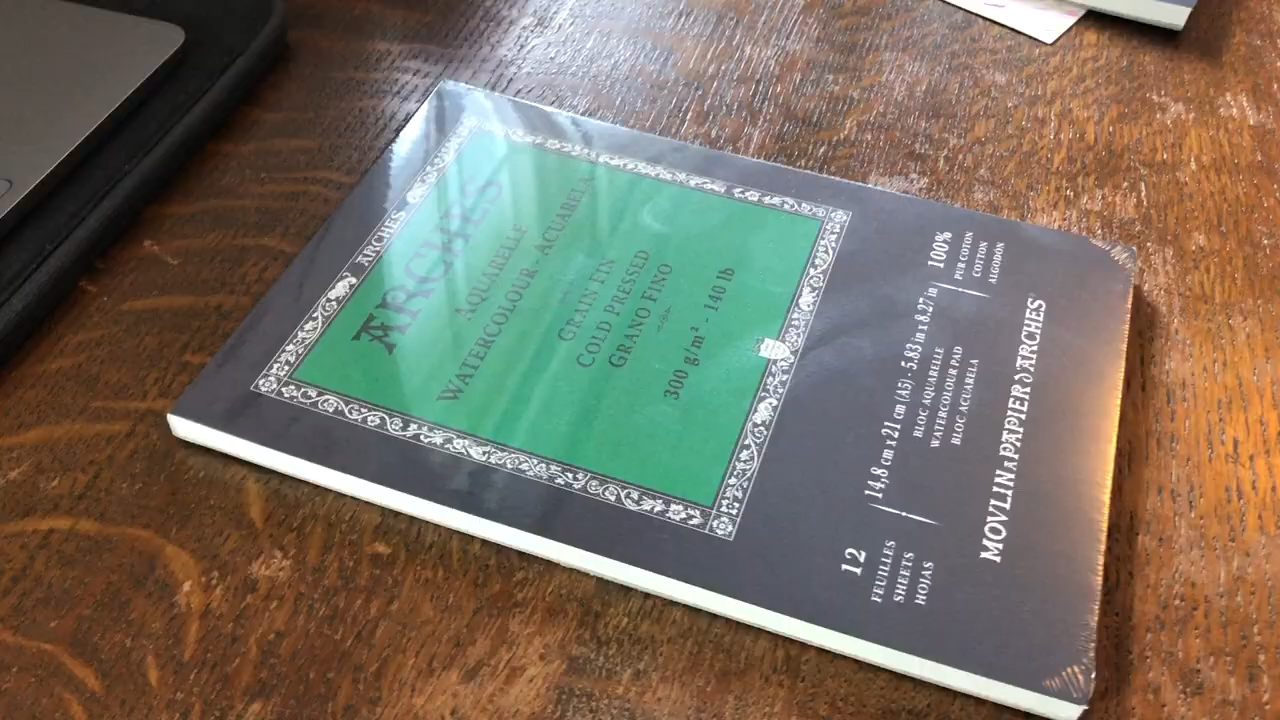 ARCHES
ARCHES
AQUARELLE
WATERCOLOUR - ACUARELA
GRAIN FIN
COLD PRESSED
GRANO FINO
300 g/m² - 140 lb
12
FEUILLES
SHEETS
HOJAS
14,8 cm x 21 cm (A5) - 5.83 in x 8.27 in
BLOC AQUARELLE
WATERCOLOUR PAD
BLOC ACUARELA
100%
PUR COTON
COTTON
ALGODÓN
MOVLIN A PAPIER D ARCHES®